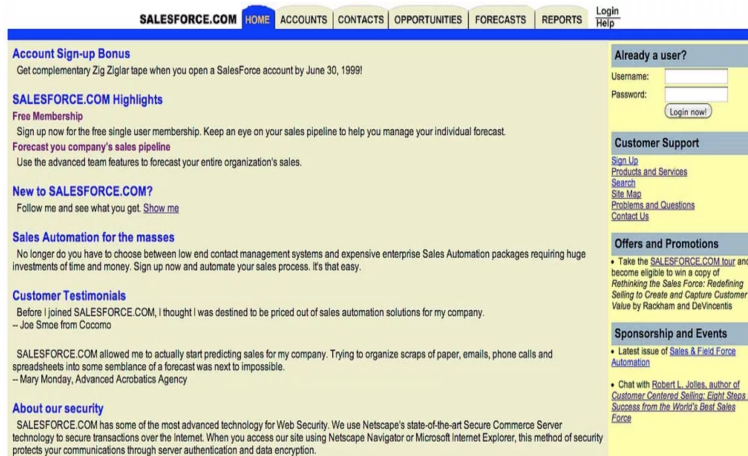 SALESFORCE.COM HOME ACCOUNTS CONTACTS OPPORTUNITIES FORECASTS REPORTS
Login
Help
Account Sign-up Bonus
Get complementary Zig Ziglar tape when you open a SalesForce account by June 30, 1999!
SALESFORCE.COM Highlights
Free Membership
Sign up now for the free single user membership. Keep an eye on your sales pipeline to help you manage your individual forecast.
Forecast you company's sales pipeline
Use the advanced team features to forecast your entire organization's sales.
New to SALESFORCE.COM?
Follow me and see what you get. Show me
Sales Automation for the masses
No longer do you have to choose between low end contact management systems and expensive enterprise Sales Automation packages requiring huge
investments of time and money. Sign up now and automate your sales process. It's that easy.
Customer Testimonials
Before I joined SALESFORCE.COM, I thought I was destined to be priced out of sales automation solutions for my company.
-- Joe Smoe from Cocomo
SALESFORCE.COM allowed me to actually start predicting sales for my company. Trying to organize scraps of paper, emails, phone calls and
spreadsheets into some semblance of a forecast was next to impossible.
-- Mary Monday, Advanced Acrobatics Agency
About our security
SALESFORCE.COM has some of the most advanced technology for Web Security. We use Netscape's state-of-the-art Secure Commerce Server
technology to secure transactions over the Internet. When you access our site using Netscape Navigator or Microsoft Internet Explorer, this method of security
protects your communications through server authentication and data encryption.
Already a user?
Username:
Password:
Login now!
Customer Support
Sign Up
Products and Services
Search
Site Map
Problems and Questions
Contact Us
Offers and Promotions
• Take the SALESFORCE.COM tour and
become eligible to win a copy of
Rethinking the Sales Force: Redefining
Selling to Create and Capture Customer
Value by Rackham and DeVincentis
Sponsorship and Events
• Latest issue of Sales & Field Force
Automation
• Chat with Robert L. Jolles, author of
Customer Centered Selling: Eight Steps
Success from the World's Best Sales
Force